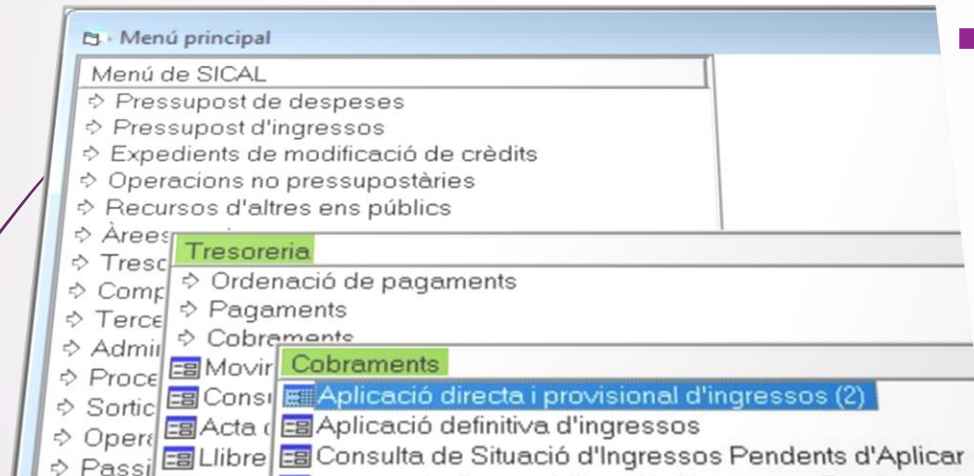 Menú principal
Menú de SICAL
Pressupost de despeses
Pressupost d'ingressos
Expedients de modificació de crèdits
Operacions no pressupostàries
Recursos d'altres ens públics
Tresoreria
Ordenació de pagaments
Pagaments
Cobraments
Cobraments
Aplicació directa i provisional d'ingressos (2)
Acta
Aplicació definitiva d'ingressos
Llibre
Consulta de Situació d'Ingressos Pendents d'Aplicar